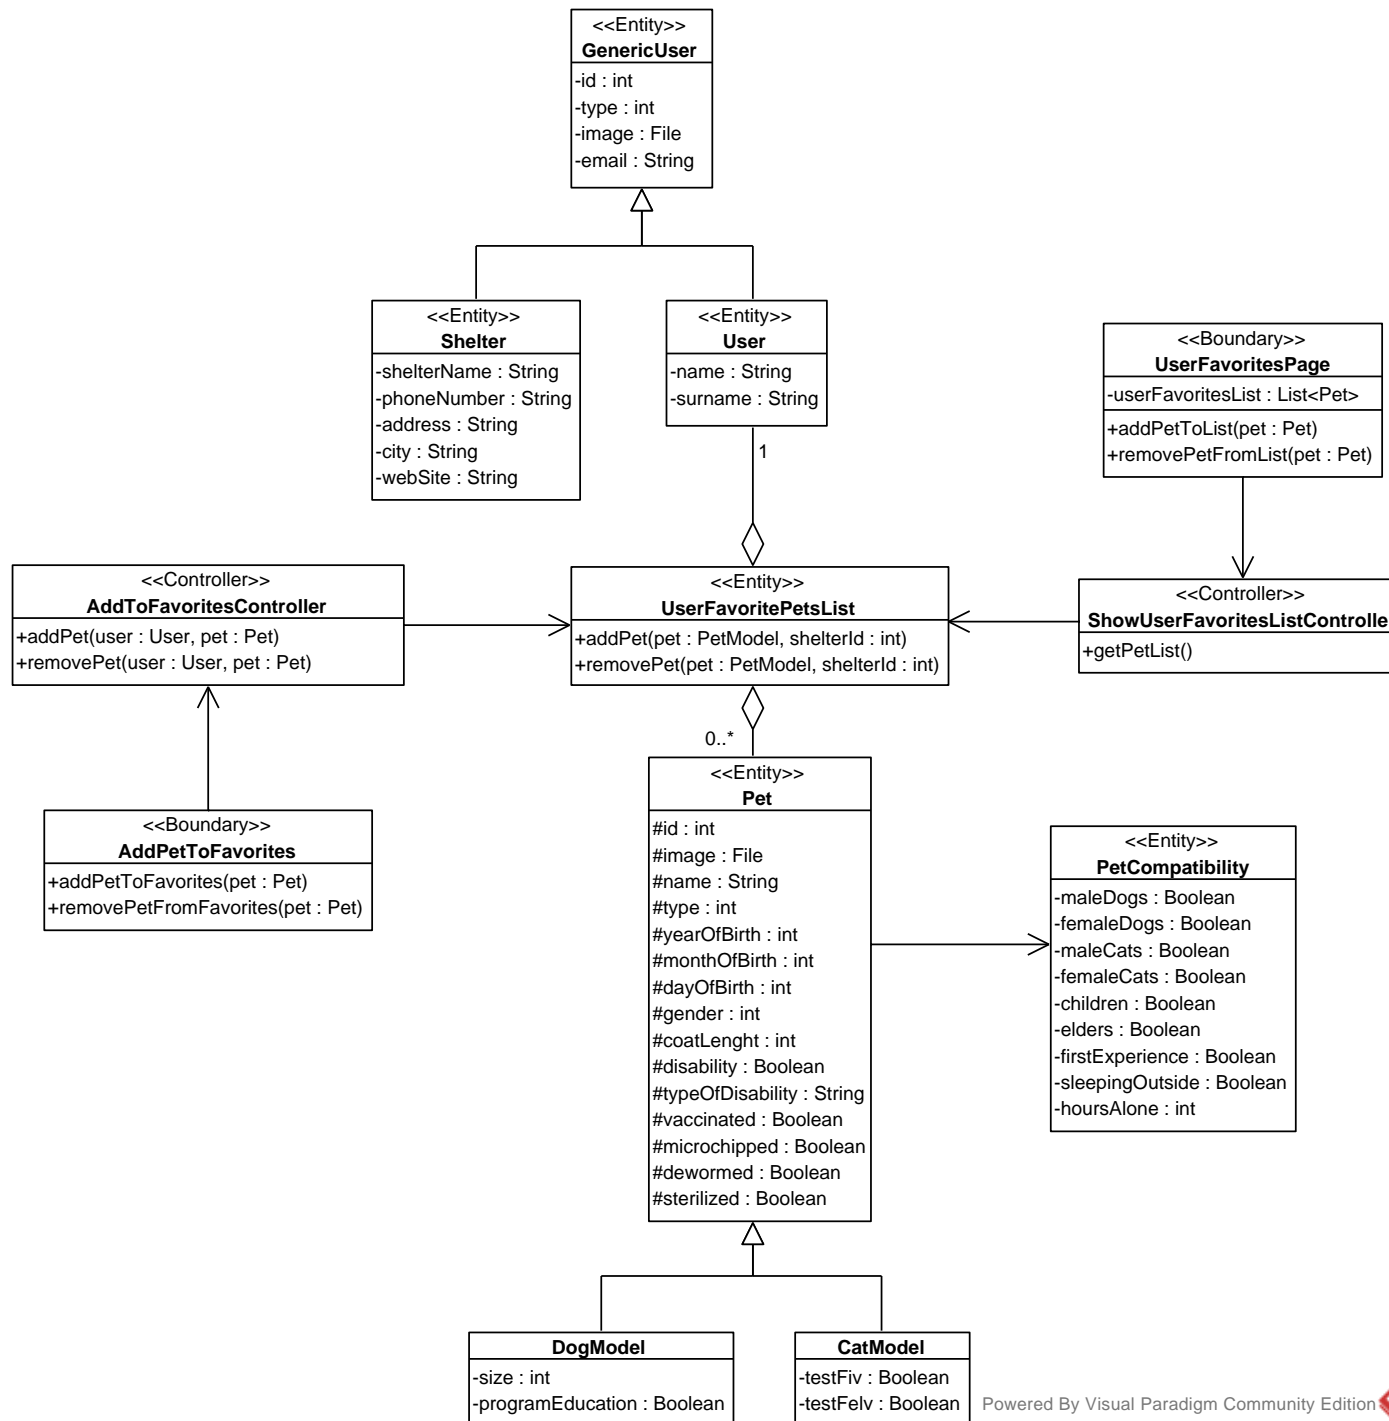 <<Entity>>
GenericUser
-id : int
-type : int
-image : File
-email : String
<<Entity>>
Shelter
-shelterName : String
-phoneNumber : String
-address : String
-city : String
-webSite : String
<<Entity>>
User
-name : String
-surname : String
1
<<Boundary>>
UserFavoritesPage
-userFavoritesList : List<Pet>
+addPetToList(pet : Pet)
+removePetFromList(pet : Pet)
<<Controller>>
AddToFavoritesController
+addPet(user : User, pet : Pet)
+removePet(user : User, pet : Pet)
<<Entity>>
UserFavoritePetsList
+addPet(pet : PetModel, shelterId : int)
+removePet(pet : PetModel, shelterId : int)
<<Controller>>
ShowUserFavoritesListControlle
+getPetList()
0..*
<<Boundary>>
AddPetToFavorites
+addPetToFavorites(pet : Pet)
+removePetFromFavorites(pet : Pet)
<<Entity>>
Pet
#id : int
#image : File
#name : String
#type : int
#yearOfBirth : int
#monthOfBirth : int
#dayOfBirth : int
#gender : int
#coatLenght : int
#disability : Boolean
#typeOfDisability : String
#vaccinated : Boolean
#microchipped : Boolean
#dewormed : Boolean
#sterilized : Boolean
<<Entity>>
PetCompatibility
-maleDogs : Boolean
-femaleDogs : Boolean
-maleCats : Boolean
-femaleCats : Boolean
-children : Boolean
-elders : Boolean
-firstExperience : Boolean
-sleepingOutside : Boolean
-hoursAlone : int
DogModel
-size : int
-programEducation : Boolean
CatModel
-testFiv : Boolean
-testFelv : Boolean
Powered By Visual Paradigm Community Edition